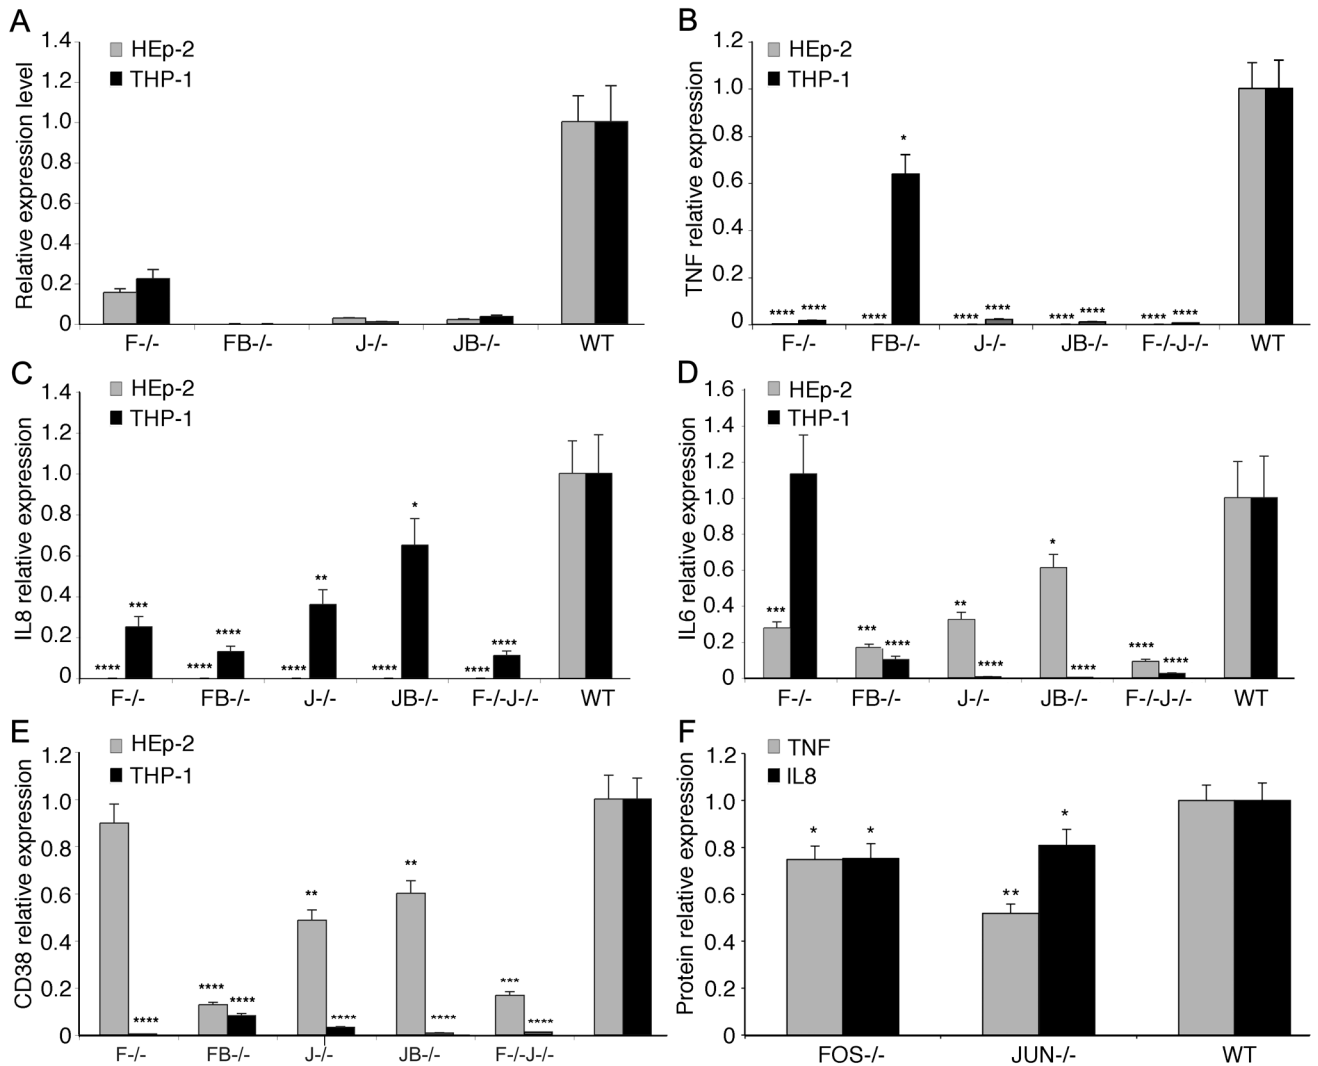 A
Relative expression level
HEp-2
THP-1
1.4
1.2
1.0
0.8
0.6
0.4
0.2
0
F-/- FB-/- J-/- JB-/- WT
B
TNF relative expression
HEp-2
THP-1
1.2
1.0
0.8
0.6
0.4
0.2
0
*
**** **** **** **** **** **** **** **** ****
F-/- FB-/- J-/- JB-/- F-/-J-/- WT
C
IL8 relative expression
HEp-2
THP-1
1.4
1.2
1.0
0.8
0.6
0.4
0.2
0
**** *** **** **** **** ** **** * **** ****
F-/- FB-/- J-/- JB-/- F-/-J-/- WT
D
IL6 relative expression
HEp-2
THP-1
1.6
1.4
1.2
1.0
0.8
0.6
0.4
0.2
0
*** *** **** ** **** * **** **** ****
F-/- FB-/- J-/- JB-/- F-/-J-/- WT
E
CD38 relative expression
HEp-2
THP-1
1.2
1.0
0.8
0.6
0.4
0.2
0
**** **** **** ** **** ** **** *** ****
F-/- FB-/- J-/- JB-/- F-/-J-/-
F
Protein relative expression
TNF
IL8
1.2
1.0
0.8
0.6
0.4
0.2
0
* * ** *
FOS-/- JUN-/- WT